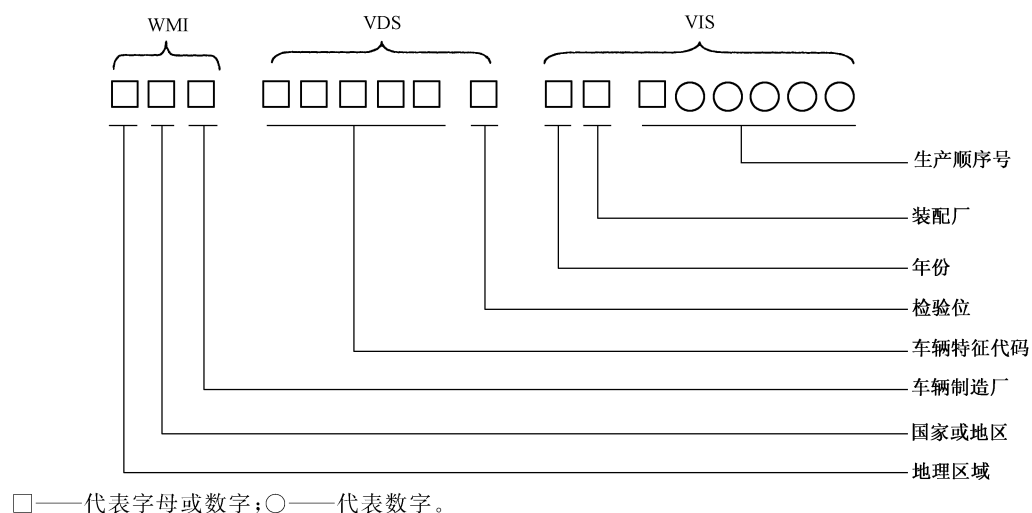 WMI VDS VIS
生产顺序号
装配厂
年份
检验位
车辆特征代码
车辆制造厂
国家或地区
地理区域
□——代表字母或数字;○——代表数字。